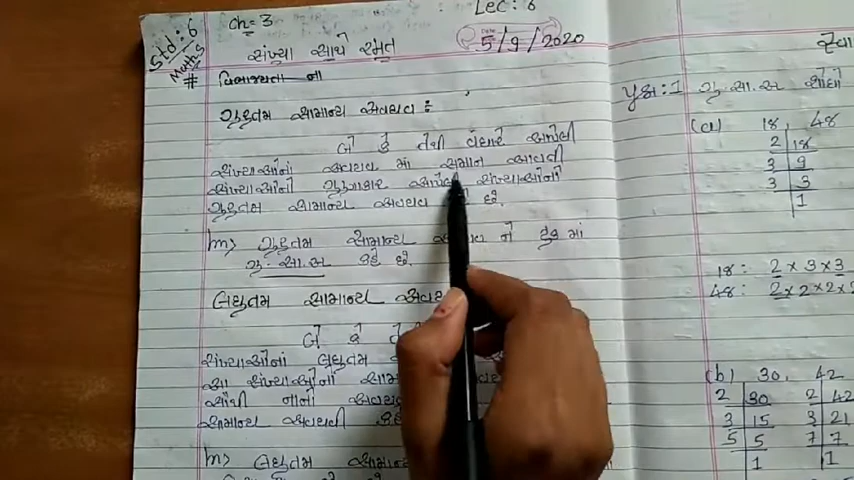 Std: 6
Maths
Ch = 3
Lec: 6
સંખ્યા સાથે રમત
Date 5/9/2020
# વિભાજ્યતા ના
ગુરુતમ સામાન્ય અવયવ :
બે કે તેથી વધારે આપેલી
સંખ્યાઓનાં અવયવ માં સમાન આવતી
સંખ્યાઓનો ગુણાકાર સંખ્યાઓનો
ગુરુતમ સામાન્ય અવયવ છે.
ગુરુતમ સામાન્ય ને ટુંક માં
ગુ. સા. અ કહે છે.
લઘુતમ સામાન્ય
બે કે
સંખ્યાઓનાં લઘુતમ
આ સંખ્યાઓનો
સૌથી નાનો
સામાન્ય અવયવી
લઘુતમ સામાન્ય
પ્રશ્ન: 1 ગુ. સા. અ શોધો
(a) 18, 48
2 18
3 9
3 3
1
18: 2 × 3 × 3
48: 2 × 2 × 2 ×
(b) 30, 42
2 30 2 42
3 15 3 21
5 5 7 7
1 1